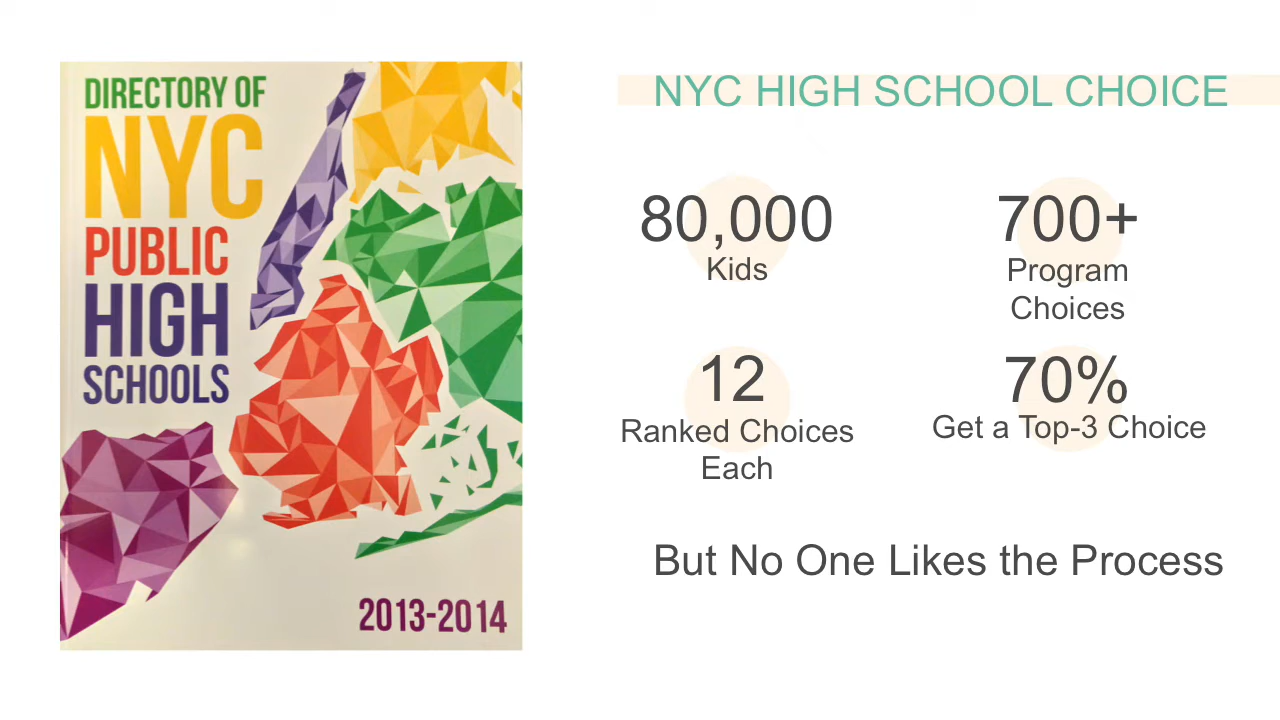 DIRECTORY OF
NYC
PUBLIC
HIGH
SCHOOLS
2013-2014
NYC HIGH SCHOOL CHOICE
80,000
Kids
700+
Program
Choices
12
Ranked Choices
Each
70%
Get a Top-3 Choice
But No One Likes the Process